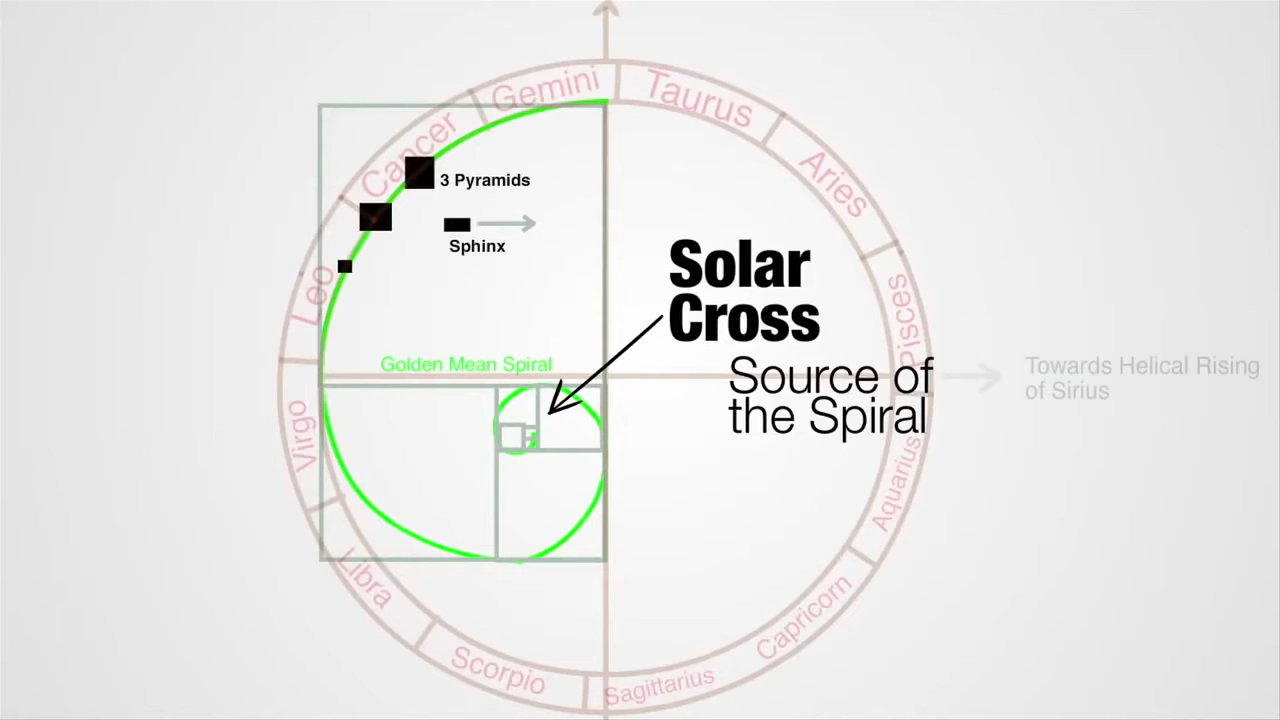 Gemini
Taurus
Cancer
Aries
3 Pyramids
Sphinx
Leo
Solar
Cross
Pisces
Golden Mean Spiral
Source of
the Spiral
Towards Helical Rising
of Sirius
Virgo
Aquarius
Libra
Capricorn
Scorpio
Sagittarius